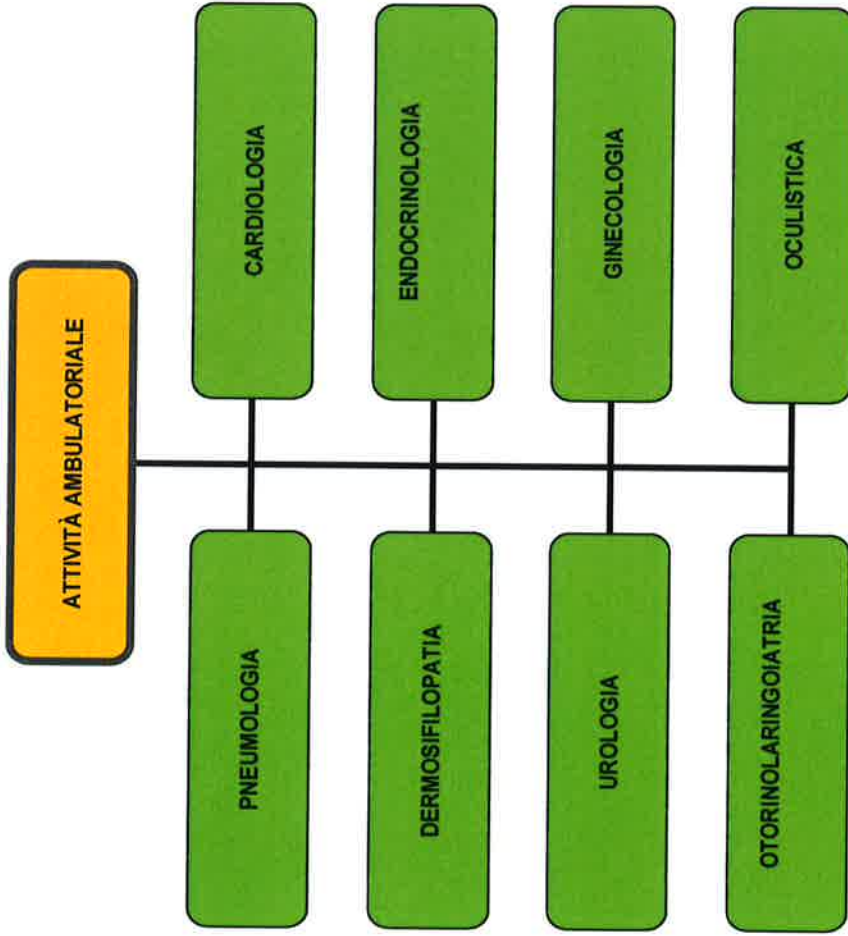 ATTIVITÀ AMBULATORIALE
PNEUMOLOGIA
CARDIOLOGIA
DERMOSIFILOPATIA
ENDOCRINOLOGIA
UROLOGIA
GINECOLOGIA
OTORINOLARINGOIATRIA
OCULISTICA